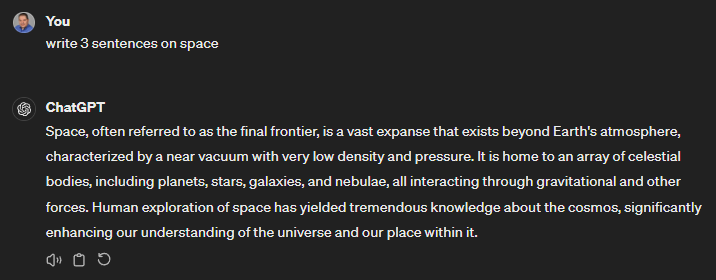 You
write 3 sentences on space
ChatGPT
Space, often referred to as the final frontier, is a vast expanse that exists beyond Earth's atmosphere,
characterized by a near vacuum with very low density and pressure. It is home to an array of celestial
bodies, including planets, stars, galaxies, and nebulae, all interacting through gravitational and other
forces. Human exploration of space has yielded tremendous knowledge about the cosmos, significantly
enhancing our understanding of the universe and our place within it.